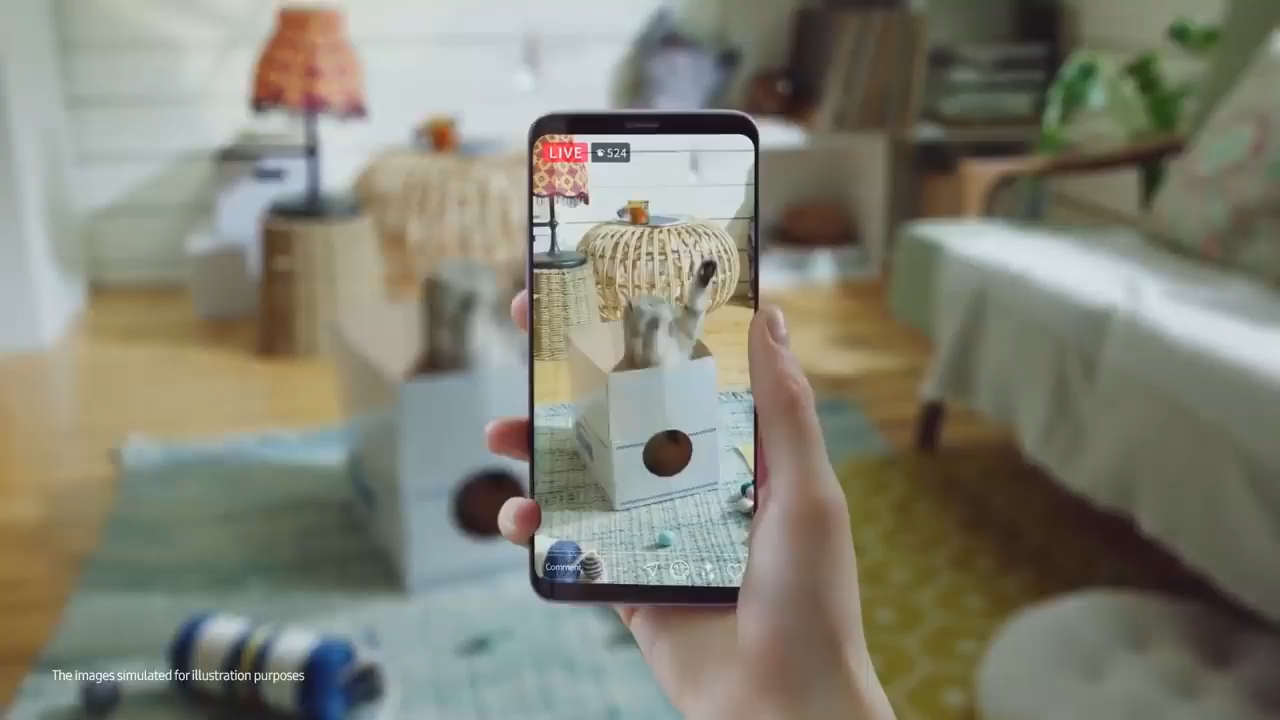 LIVE 524
Comment
The images simulated for illustration purposes